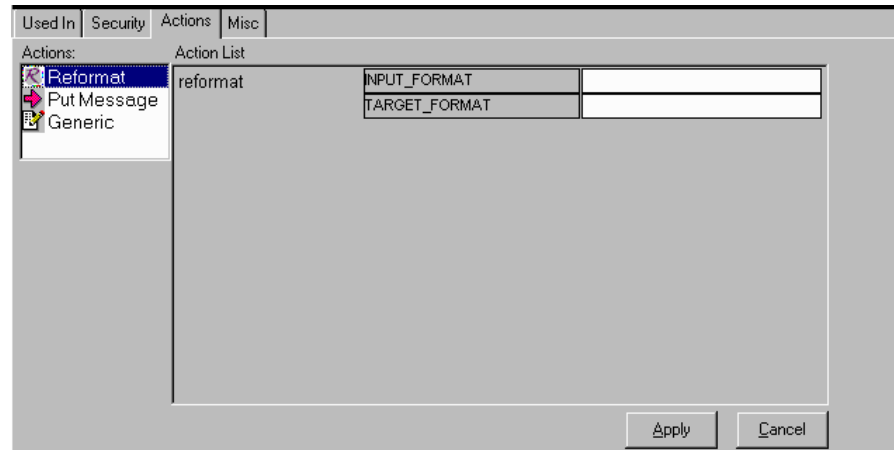 Used In Security Actions Misc
Actions: Action List
Reformat reformat INPUT_FORMAT
Put Message TARGET_FORMAT
Generic
Apply Cancel